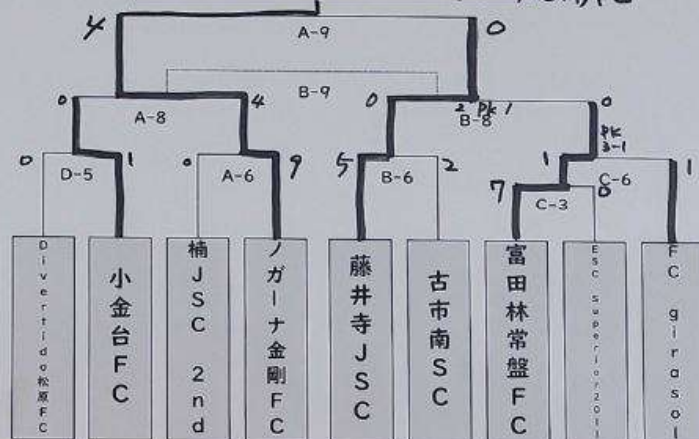 4
0
A-9
B-9
0
4
A-8
0
2 PK 1
0
B-8
PK
3-1
0
1
D-5
0
9
A-6
5
2
B-6
1
1
C-6
7
0
C-3
Divertido松原FC
小金台FC
楠JSC 2nd
ノガーナ金剛FC
藤井寺JSC
古市南SC
富田林常盤FC
ESC superior201
FC girasol